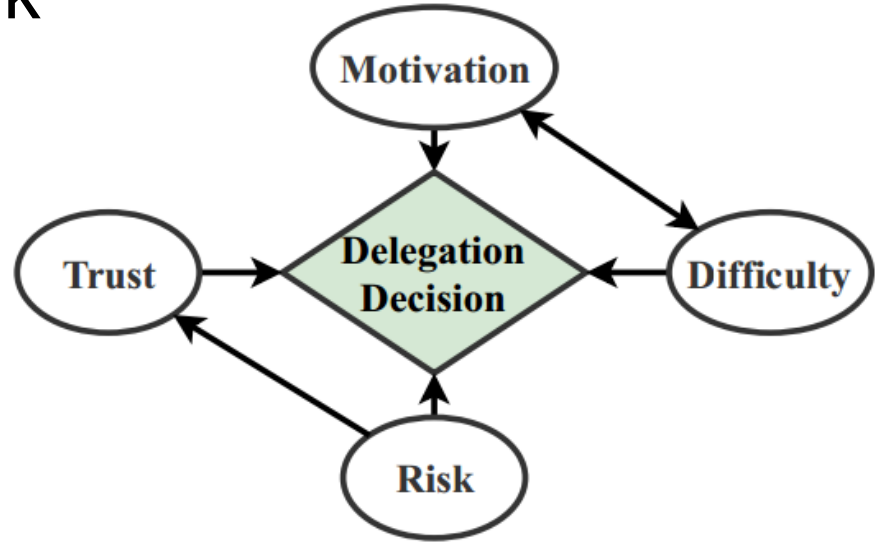 Motivation
Trust
Delegation
Decision
Difficulty
Risk